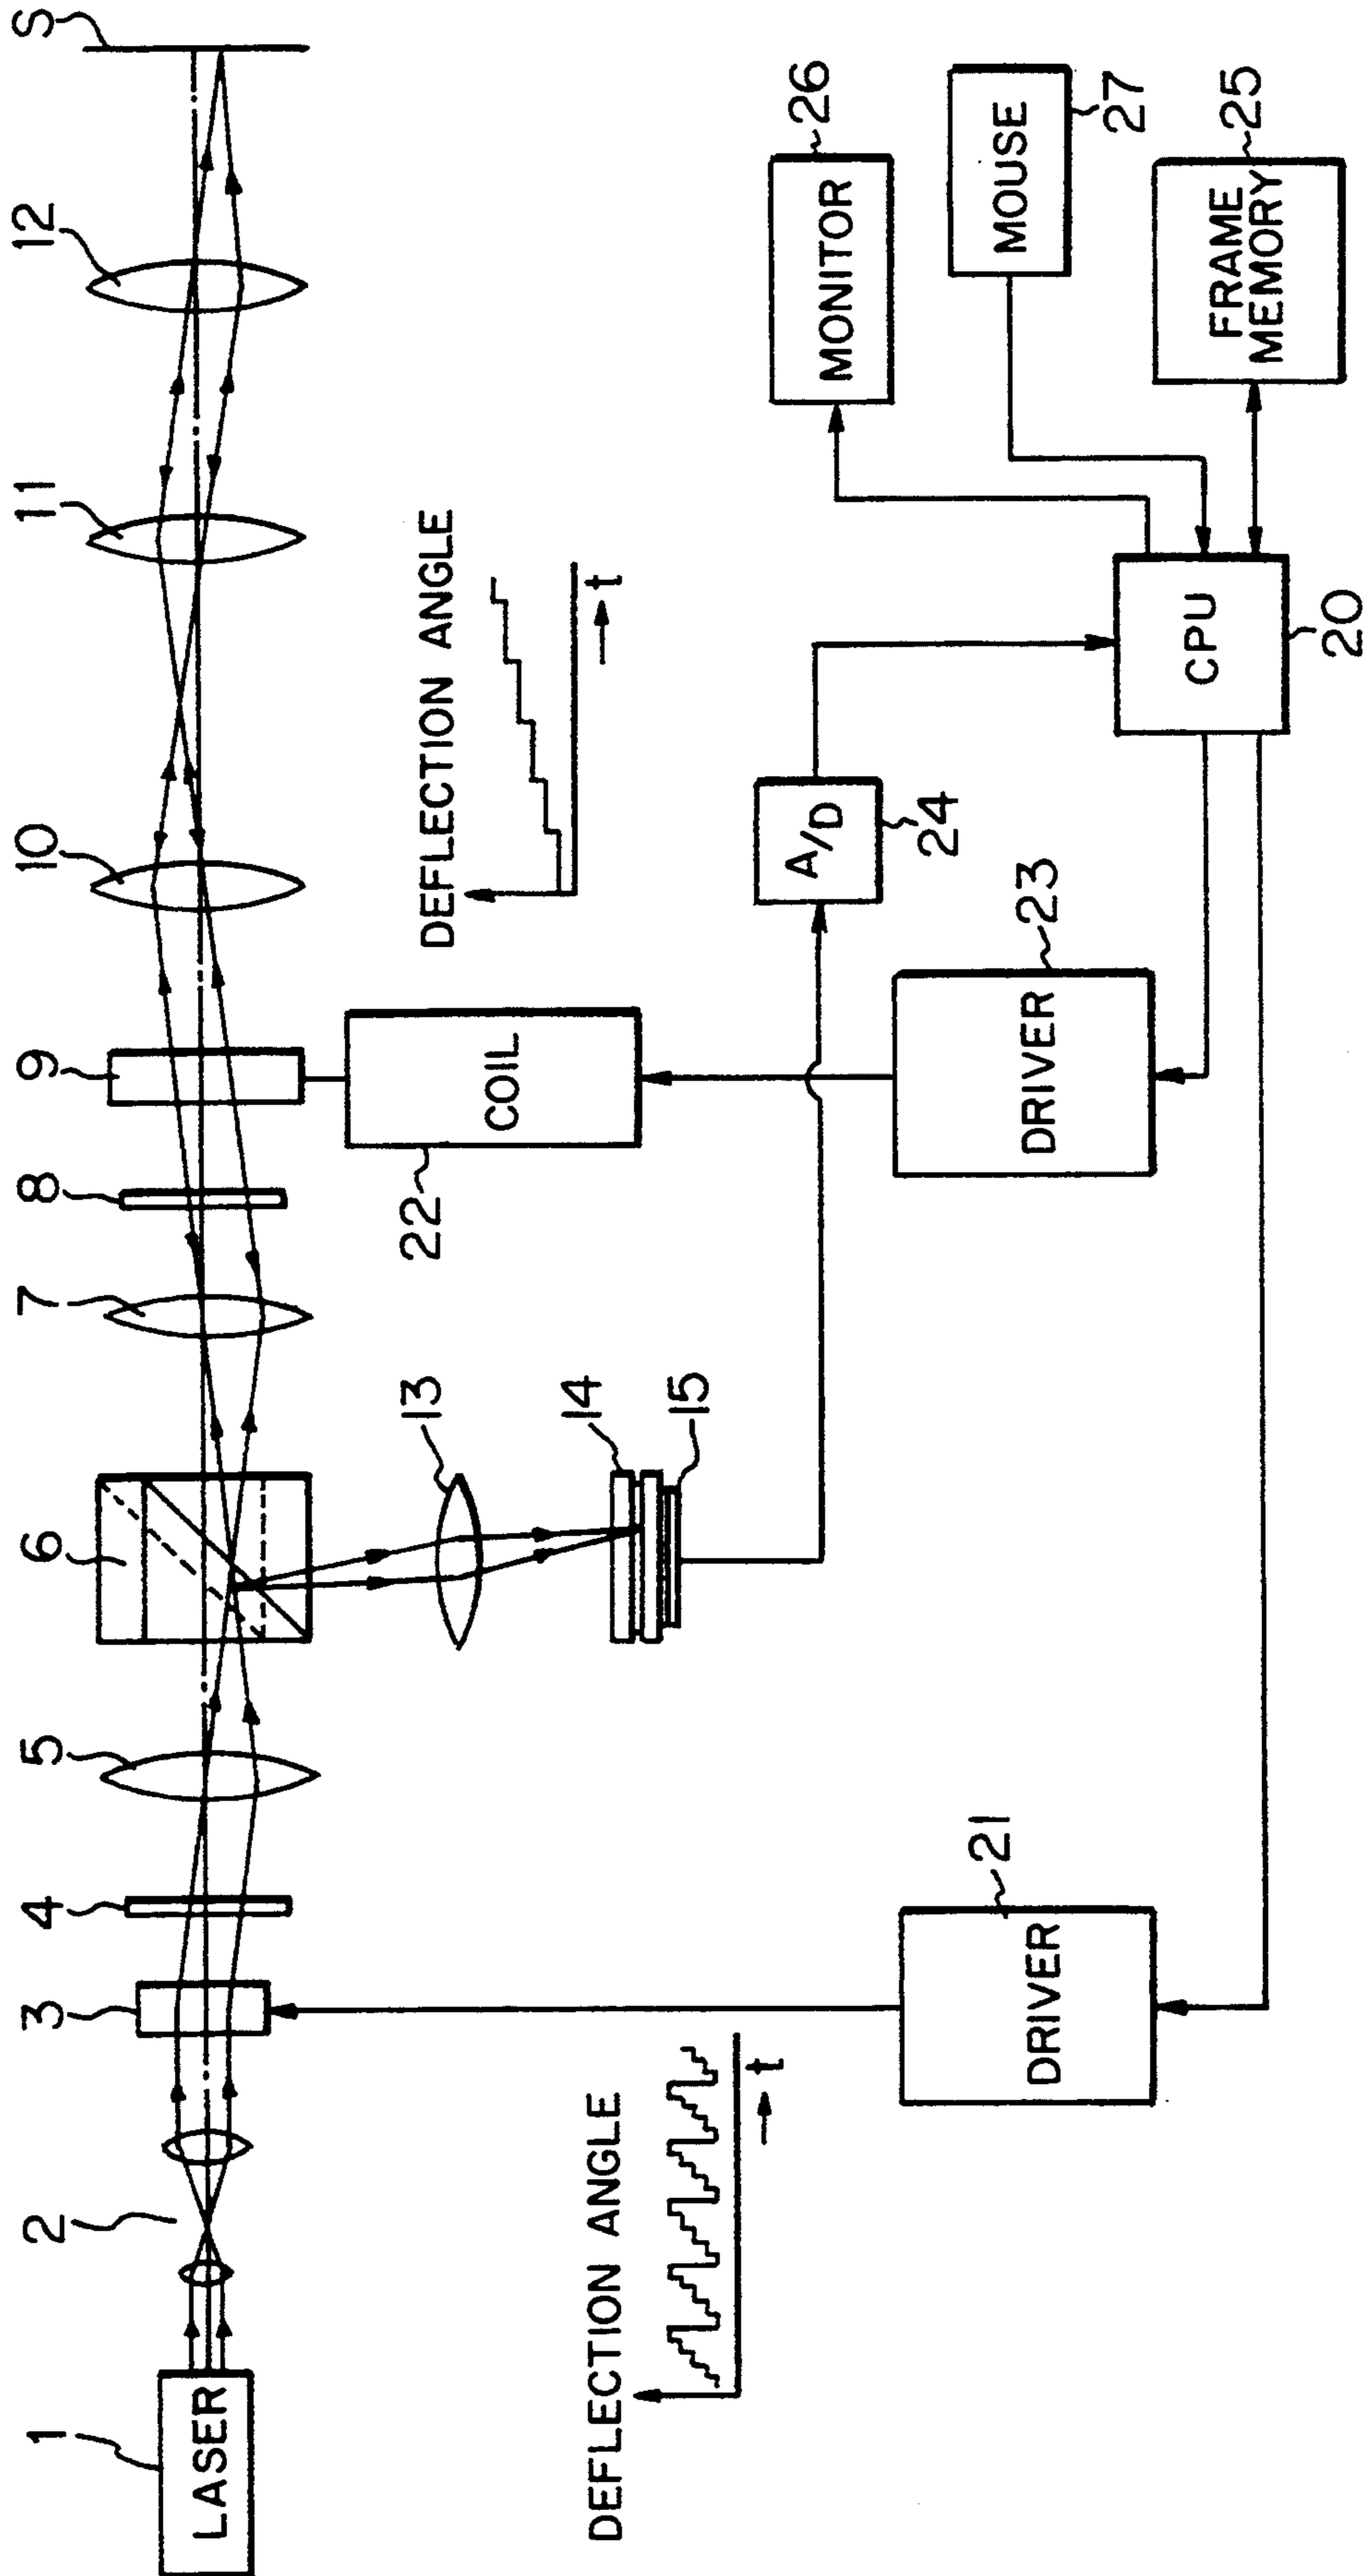 1
LASER
2
3
4
5
6
7
8
9
10
11
12
S
13
14
15
22
COIL
DEFLECTION ANGLE
t
DEFLECTION ANGLE
t
21
DRIVER
23
DRIVER
A/D
24
CPU
20
MONITOR
26
MOUSE
27
FRAME
MEMORY
25